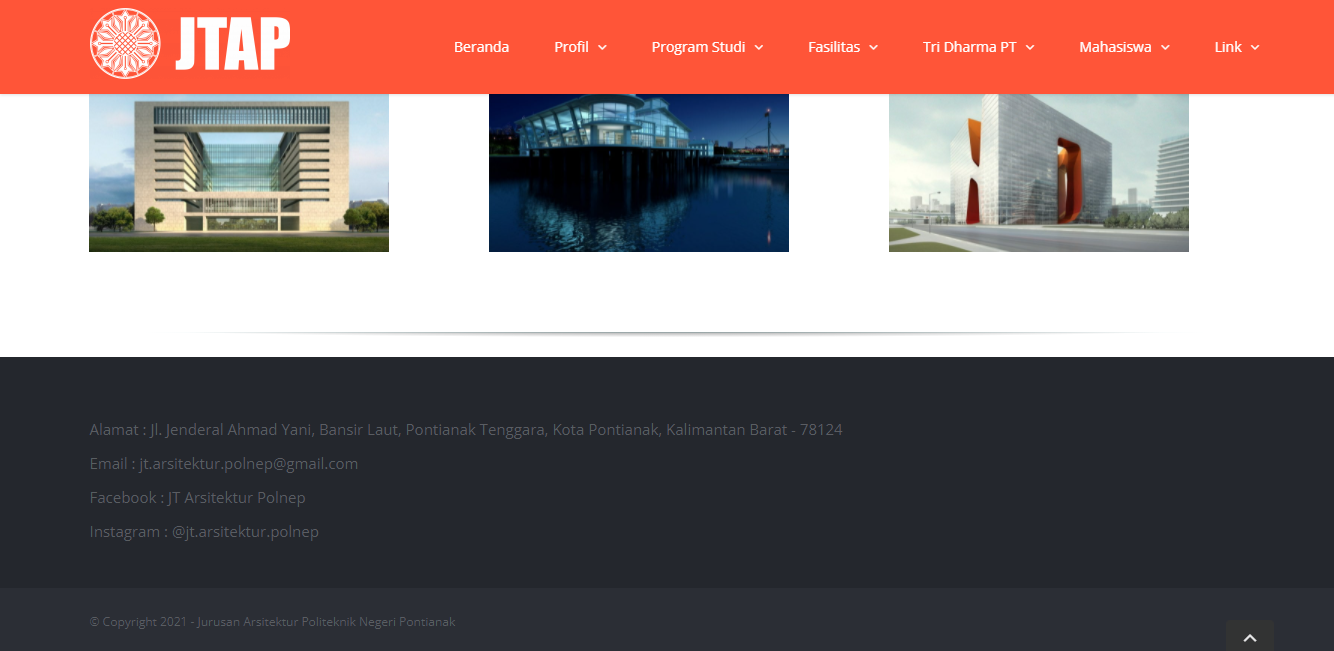 JTAP
Beranda Profil Program Studi Fasilitas Tri Dharma PT Mahasiswa Link
Alamat : Jl. Jenderal Ahmad Yani, Bansir Laut, Pontianak Tenggara, Kota Pontianak, Kalimantan Barat - 78124
Email : jt.arsitektur.polnep@gmail.com
Facebook : JT Arsitektur Polnep
Instagram : @jt.arsitektur.polnep
© Copyright 2021 - Jurusan Arsitektur Politeknik Negeri Pontianak